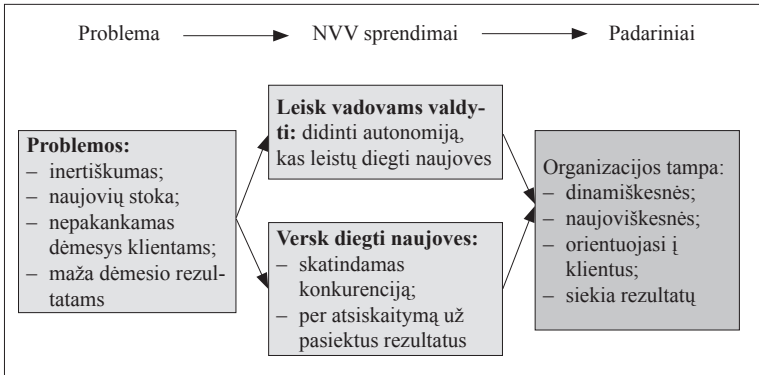 Problema
NVV sprendimai
Padariniai
Problemos:
– inertiškumas;
– naujovių stoka;
– nepakankamas
dėmesys klientams;
– maža dėmesio rezul-
tatams
Leisk vadovams valdy-
ti: didinti autonomiją,
kas leistų diegti naujoves
Versk diegti naujoves:
– skatindamas
konkurenciją;
– per atsiskaitymą už
pasiektus rezultatus
Organizacijos tampa:
– dinamiškesnės;
– naujoviškesnės;
– orientuojasi į
klientus;
– siekia rezultatų